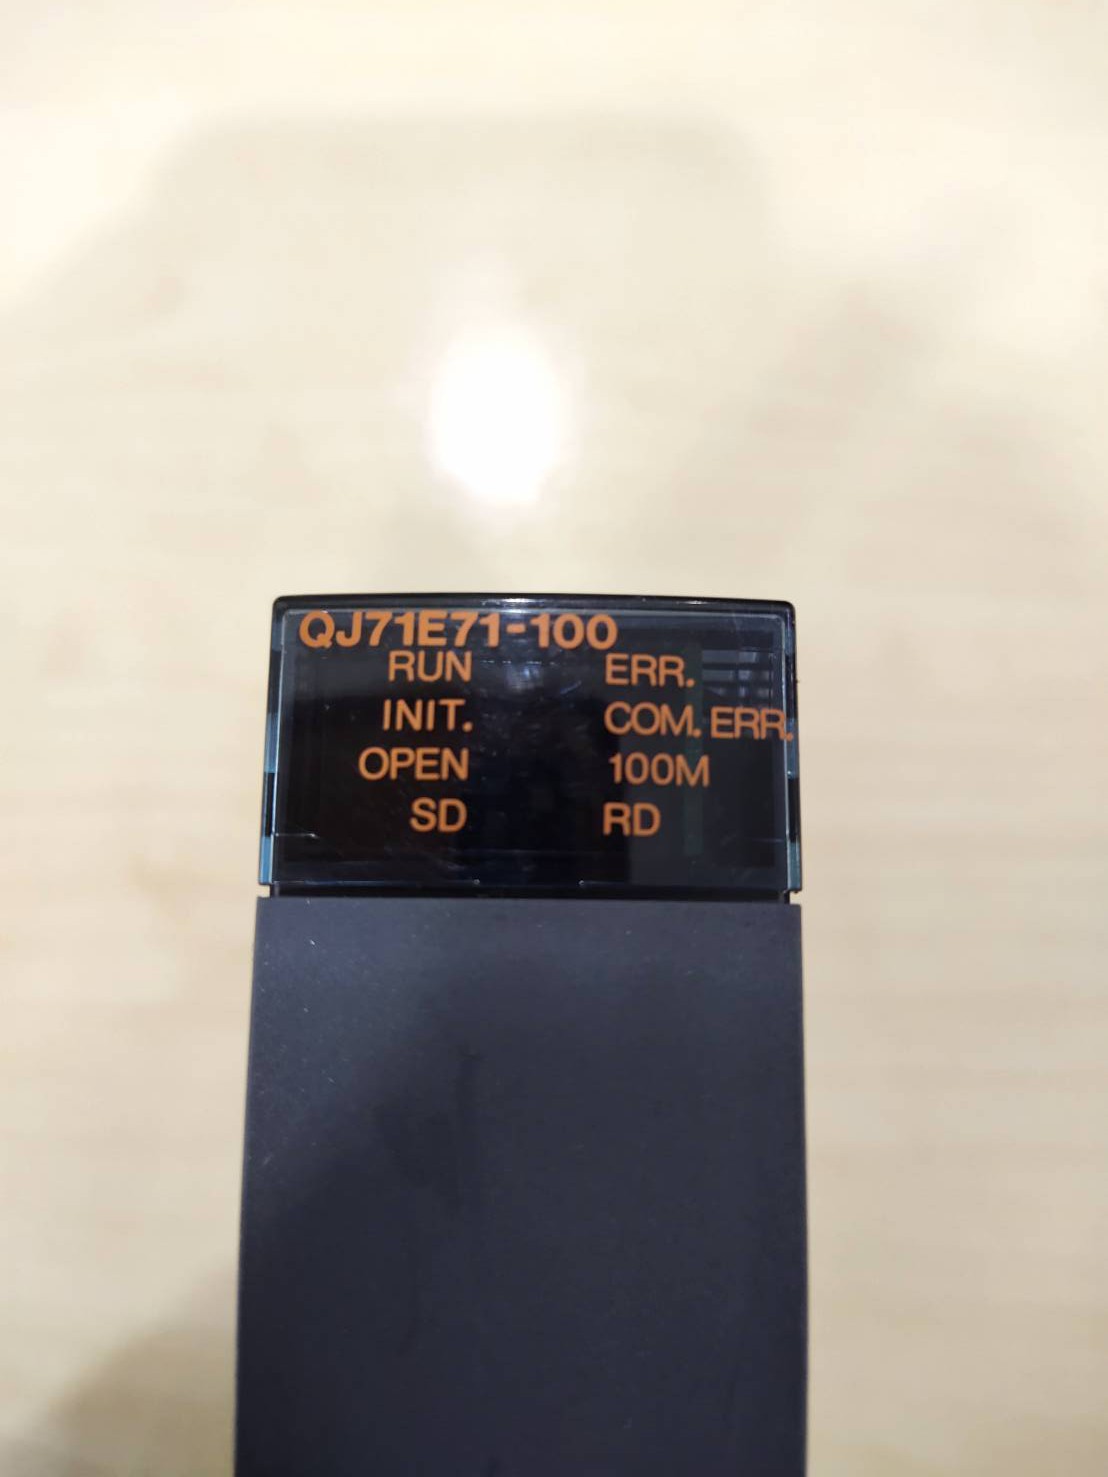 QJ71E71-100
RUN ERR.
INIT. COM. ERR.
OPEN 100M
SD RD